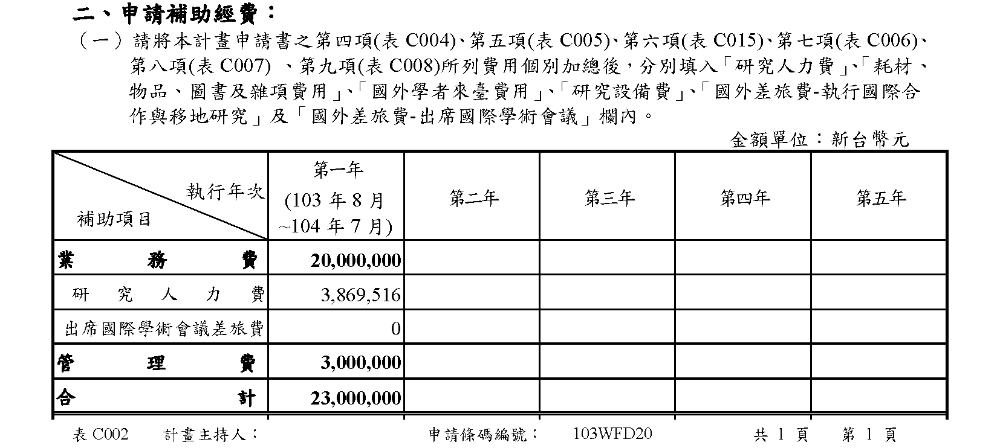 二、申請補助經費：
（一）請將本計畫申請書之第四項(表 C004)、第五項(表 C005)、第六項(表 C015)、第七項(表 C006)、
第八項(表 C007) 、第九項(表 C008)所列費用個別加總後，分別填入「研究人力費」、「耗材、
物品、圖書及雜項費用」、「國外學者來臺費用」、「研究設備費」、「國外差旅費-執行國際合
作與移地研究」及「國外差旅費-出席國際學術會議」欄內。
金額單位：新台幣元
執行年次
補助項目
第一年
(103 年 8 月
~104 年 7 月)
第二年
第三年
第四年
第五年
業務費 20,000,000
研究人力費 3,869,516
出席國際學術會議差旅費 0
管理費 3,000,000
合計 23,000,000
表 C002 計畫主持人： 申請條碼編號： 103WFD20 共 1 頁 第 1 頁